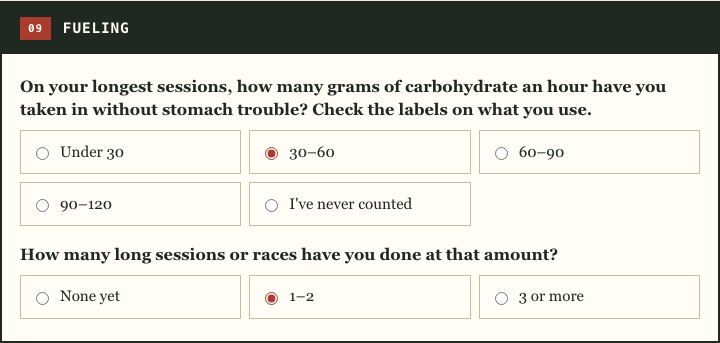 09 FUELING
On your longest sessions, how many grams of carbohydrate an hour have you
taken in without stomach trouble? Check the labels on what you use.
Under 30
30–60
60–90
90–120
I've never counted
How many long sessions or races have you done at that amount?
None yet
1–2
3 or more